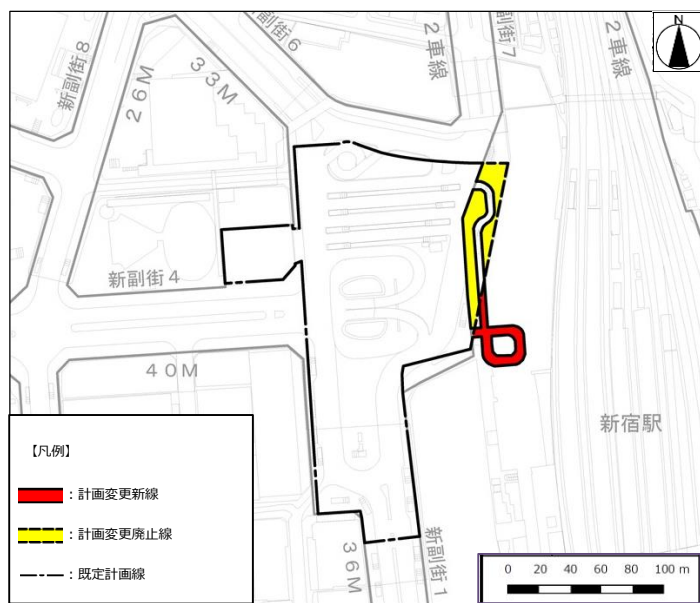 N
新副街8
新副街6
2車線
新副街7
2車線
33M
26M
新副街4
40M
新宿駅
【凡例】
：計画変更新線
：計画変更廃止線
：既定計画線
36M
新副街1
0 20 40 60 80 100 m